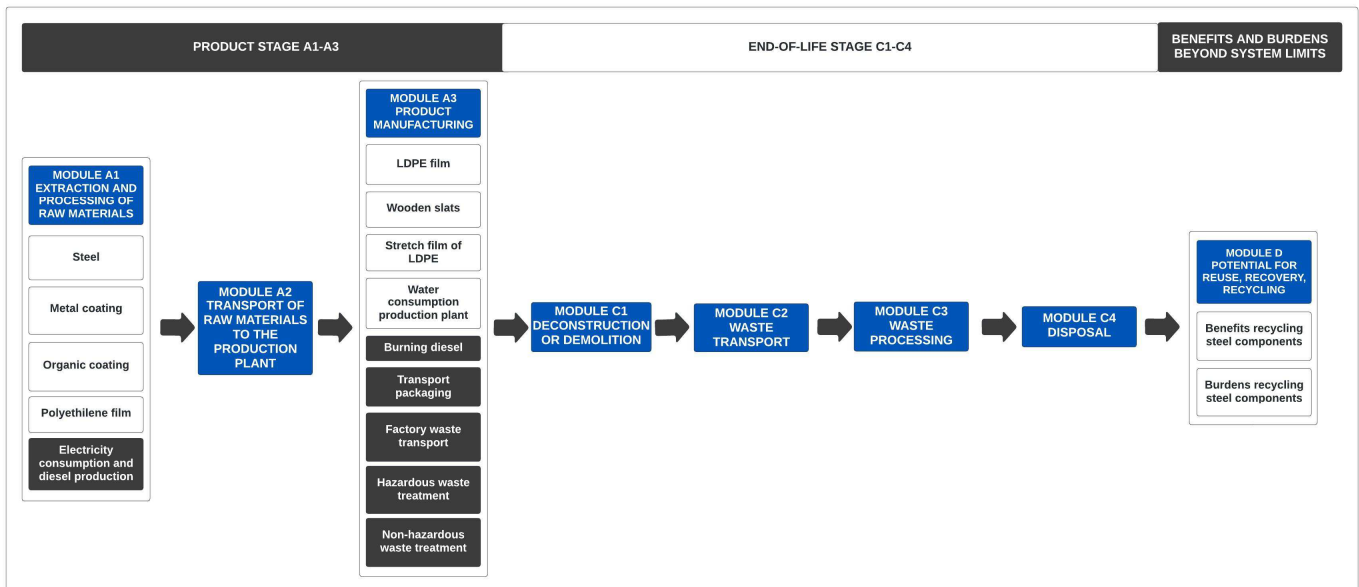 PRODUCT STAGE A1-A3
END-OF-LIFE STAGE C1-C4
BENEFITS AND BURDENS
BEYOND SYSTEM LIMITS
MODULE A1
EXTRACTION AND
PROCESSING OF
RAW MATERIALS
Steel
Metal coating
Organic coating
Polyethilene film
Electricity
consumption and
diesel production
MODULE A2
TRANSPORT OF
RAW MATERIALS
TO THE
PRODUCTION
PLANT
MODULE A3
PRODUCT
MANUFACTURING
LDPE film
Wooden slats
Stretch film of
LDPE
Water
consumption
production plant
Burning diesel
Transport
packaging
Factory waste
transport
Hazardous waste
treatment
Non-hazardous
waste treatment
MODULE C1
DECONSTRUCTION
OR DEMOLITION
MODULE C2
WASTE
TRANSPORT
MODULE C3
WASTE
PROCESSING
MODULE C4
DISPOSAL
MODULE D
POTENTIAL FOR
REUSE, RECOVERY,
RECYCLING
Benefits recycling
steel components
Burdens recycling
steel components